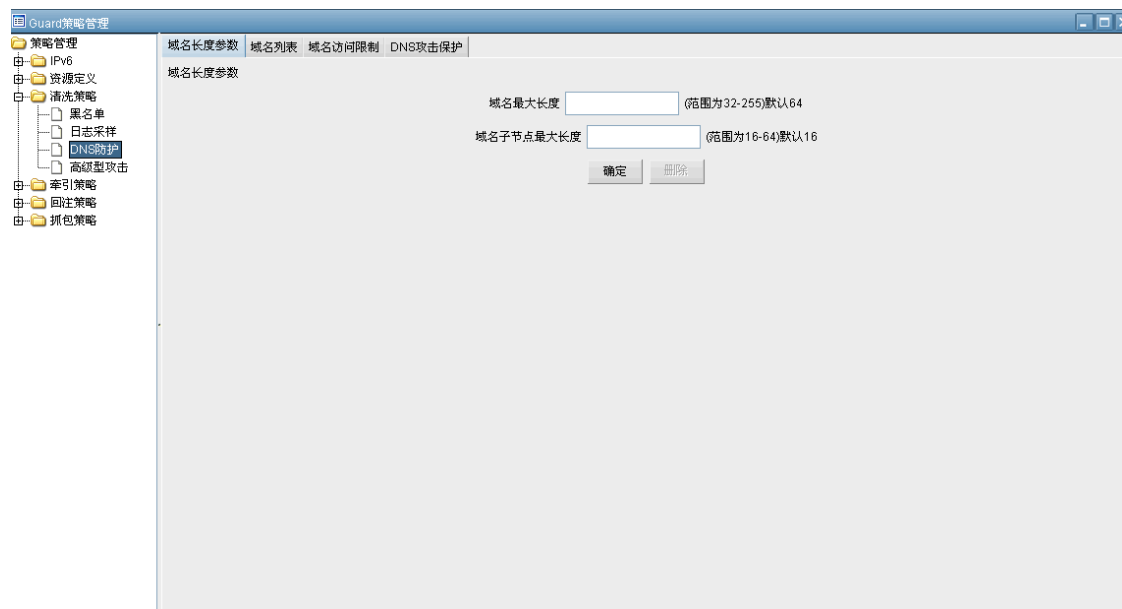 Guard策略管理
策略管理
IPv6
资源定义
清洗策略
黑名单
日志采样
DNS防护
高级型攻击
牵引策略
回注策略
抓包策略
域名长度参数 域名列表 域名访问限制 DNS攻击保护
域名长度参数
域名最大长度 (范围为32-255)默认64
域名子节点最大长度 (范围为16-64)默认16
确定 删除